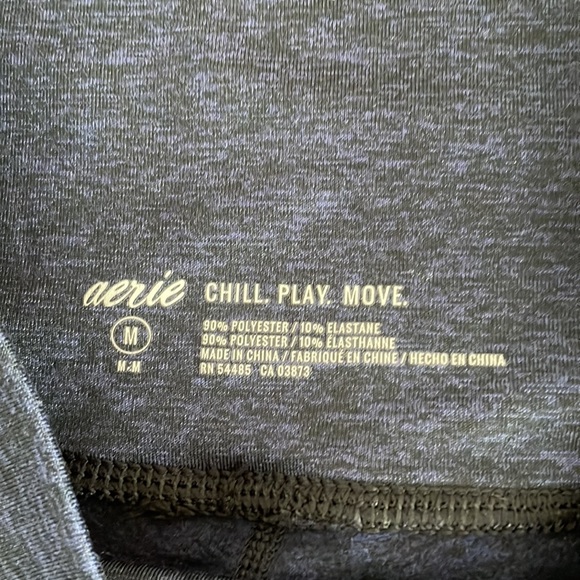 aerie CHILL. PLAY. MOVE.
M
M-M
90% POLYESTER / 10% ELASTANE
90% POLYESTER / 10% ÉLASTHANNE
MADE IN CHINA / FABRIQUÉ EN CHINE / HECHO EN CHINA
RN 54485 CA 03873